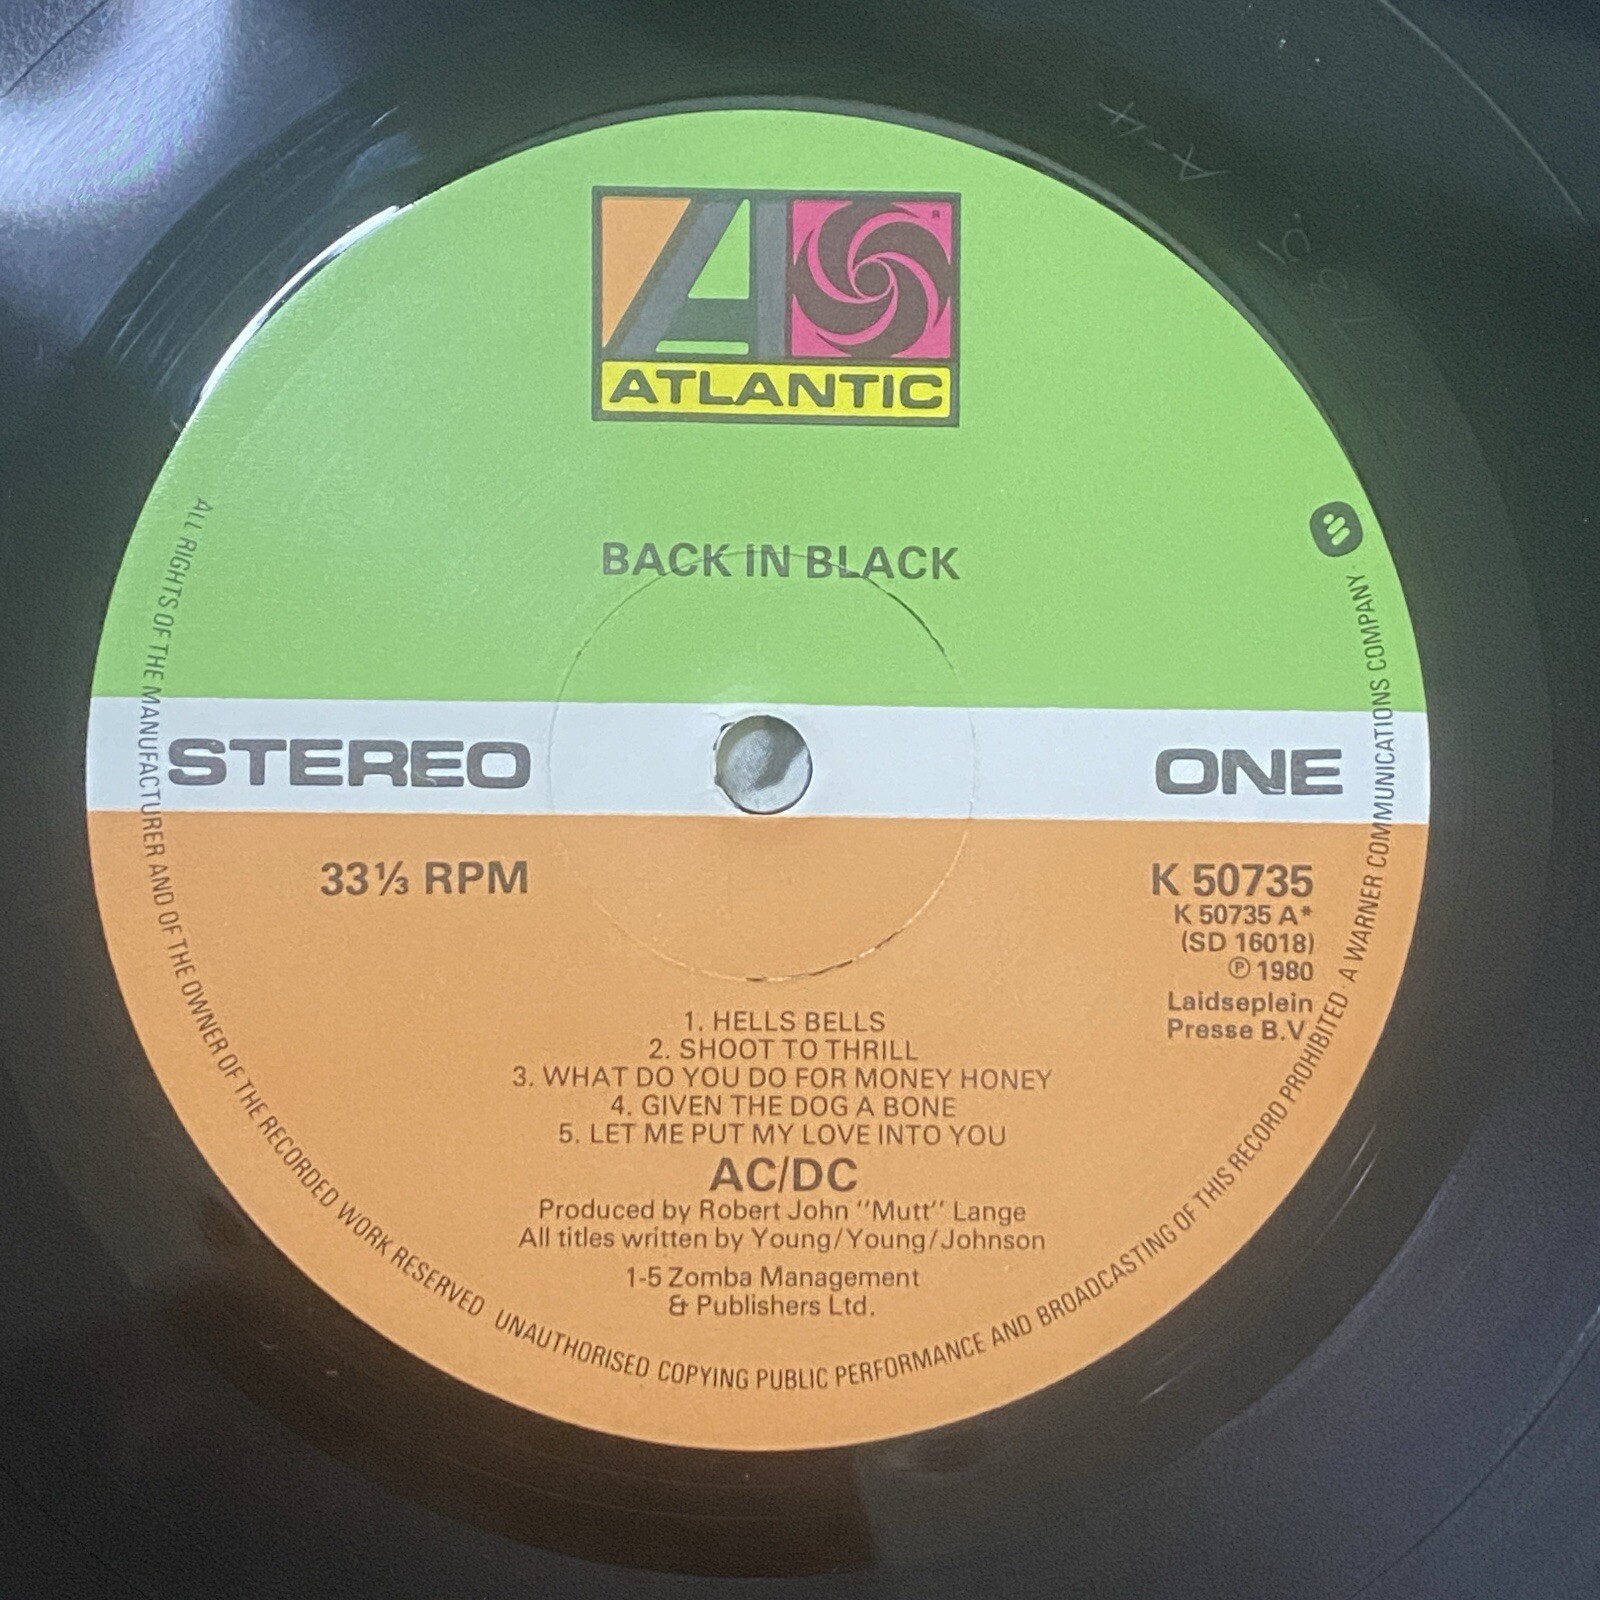 ATLANTIC
BACK IN BLACK
STEREO
ONE
33⅓ RPM
K 50735
K 50735 A*
(SD 16018)
℗ 1980
Laidseplein
Presse B.V.
1. HELLS BELLS
2. SHOOT TO THRILL
3. WHAT DO YOU DO FOR MONEY HONEY
4. GIVEN THE DOG A BONE
5. LET ME PUT MY LOVE INTO YOU
AC/DC
Produced by Robert John "Mutt" Lange
All titles written by Young/Young/Johnson
1-5 Zomba Management
& Publishers Ltd.
ALL RIGHTS OF THE MANUFACTURER AND OF THE OWNER OF THE RECORDED WORK RESERVED · UNAUTHORISED COPYING PUBLIC PERFORMANCE AND BROADCASTING OF THIS RECORD PROHIBITED · A WARNER COMMUNICATIONS COMPANY ·
A-4